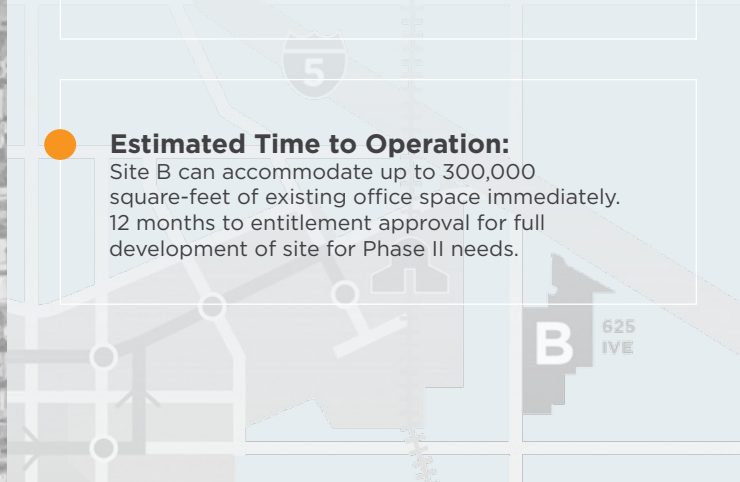 5
Estimated Time to Operation:
Site B can accommodate up to 300,000
square-feet of existing office space immediately.
12 months to entitlement approval for full
development of site for Phase II needs.
B
625
IVE